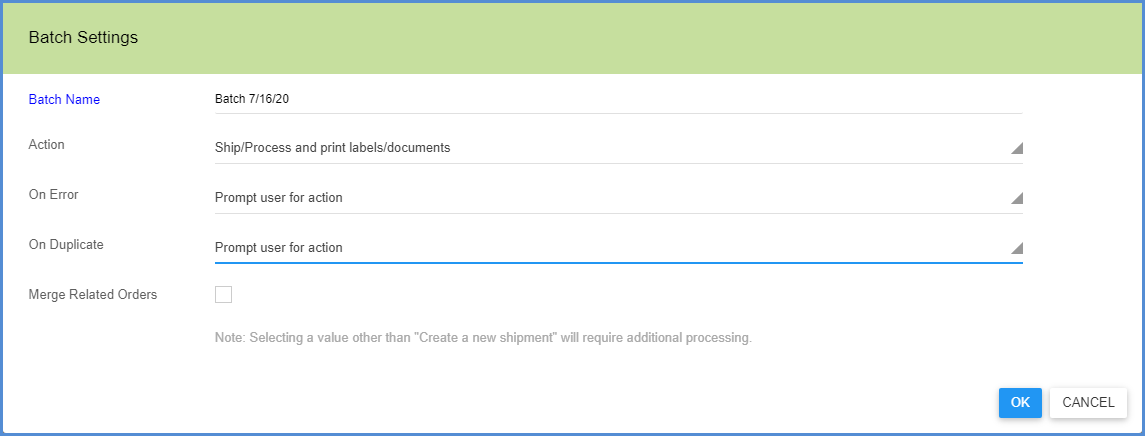 Batch Settings
Batch Name
Batch 7/16/20
Action
Ship/Process and print labels/documents
On Error
Prompt user for action
On Duplicate
Prompt user for action
Merge Related Orders
Note: Selecting a value other than "Create a new shipment" will require additional processing.
OK
CANCEL